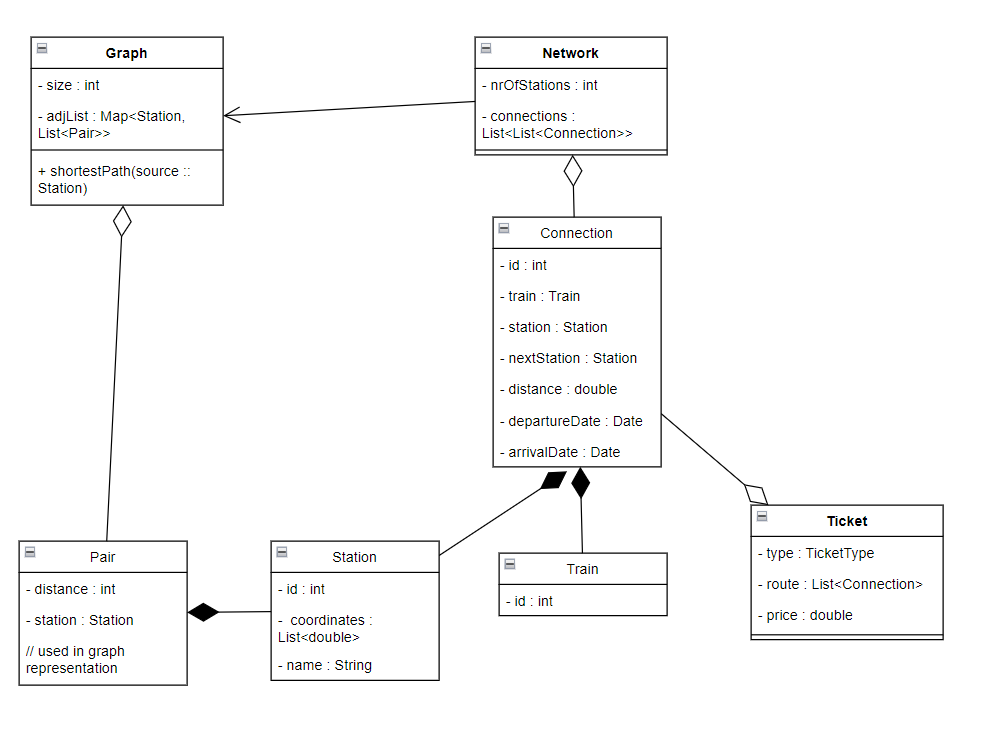 Graph
- size : int
- adjList : Map<Station,
List<Pair>>
+ shortestPath(source ::
Station)
Network
- nrOfStations : int
- connections :
List<List<Connection>>
Connection
- id : int
- train : Train
- station : Station
- nextStation : Station
- distance : double
- departureDate : Date
- arrivalDate : Date
Pair
- distance : int
- station : Station
// used in graph
representation
Station
- id : int
-  coordinates :
List<double>
- name : String
Train
- id : int
Ticket
- type : TicketType
- route : List<Connection>
- price : double